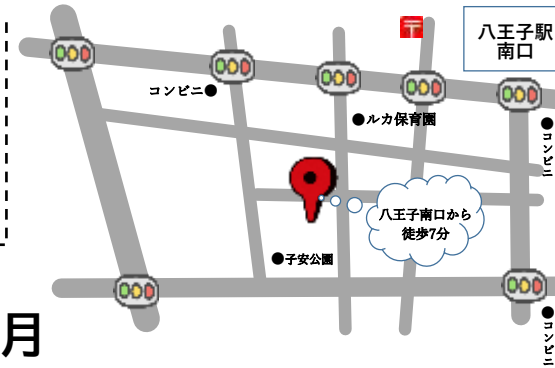 〒
八王子駅
南口
コンビニ●
●ルカ保育園
●コンビニ
八王子南口から
徒歩7分
●子安公園
●コンビニ
月